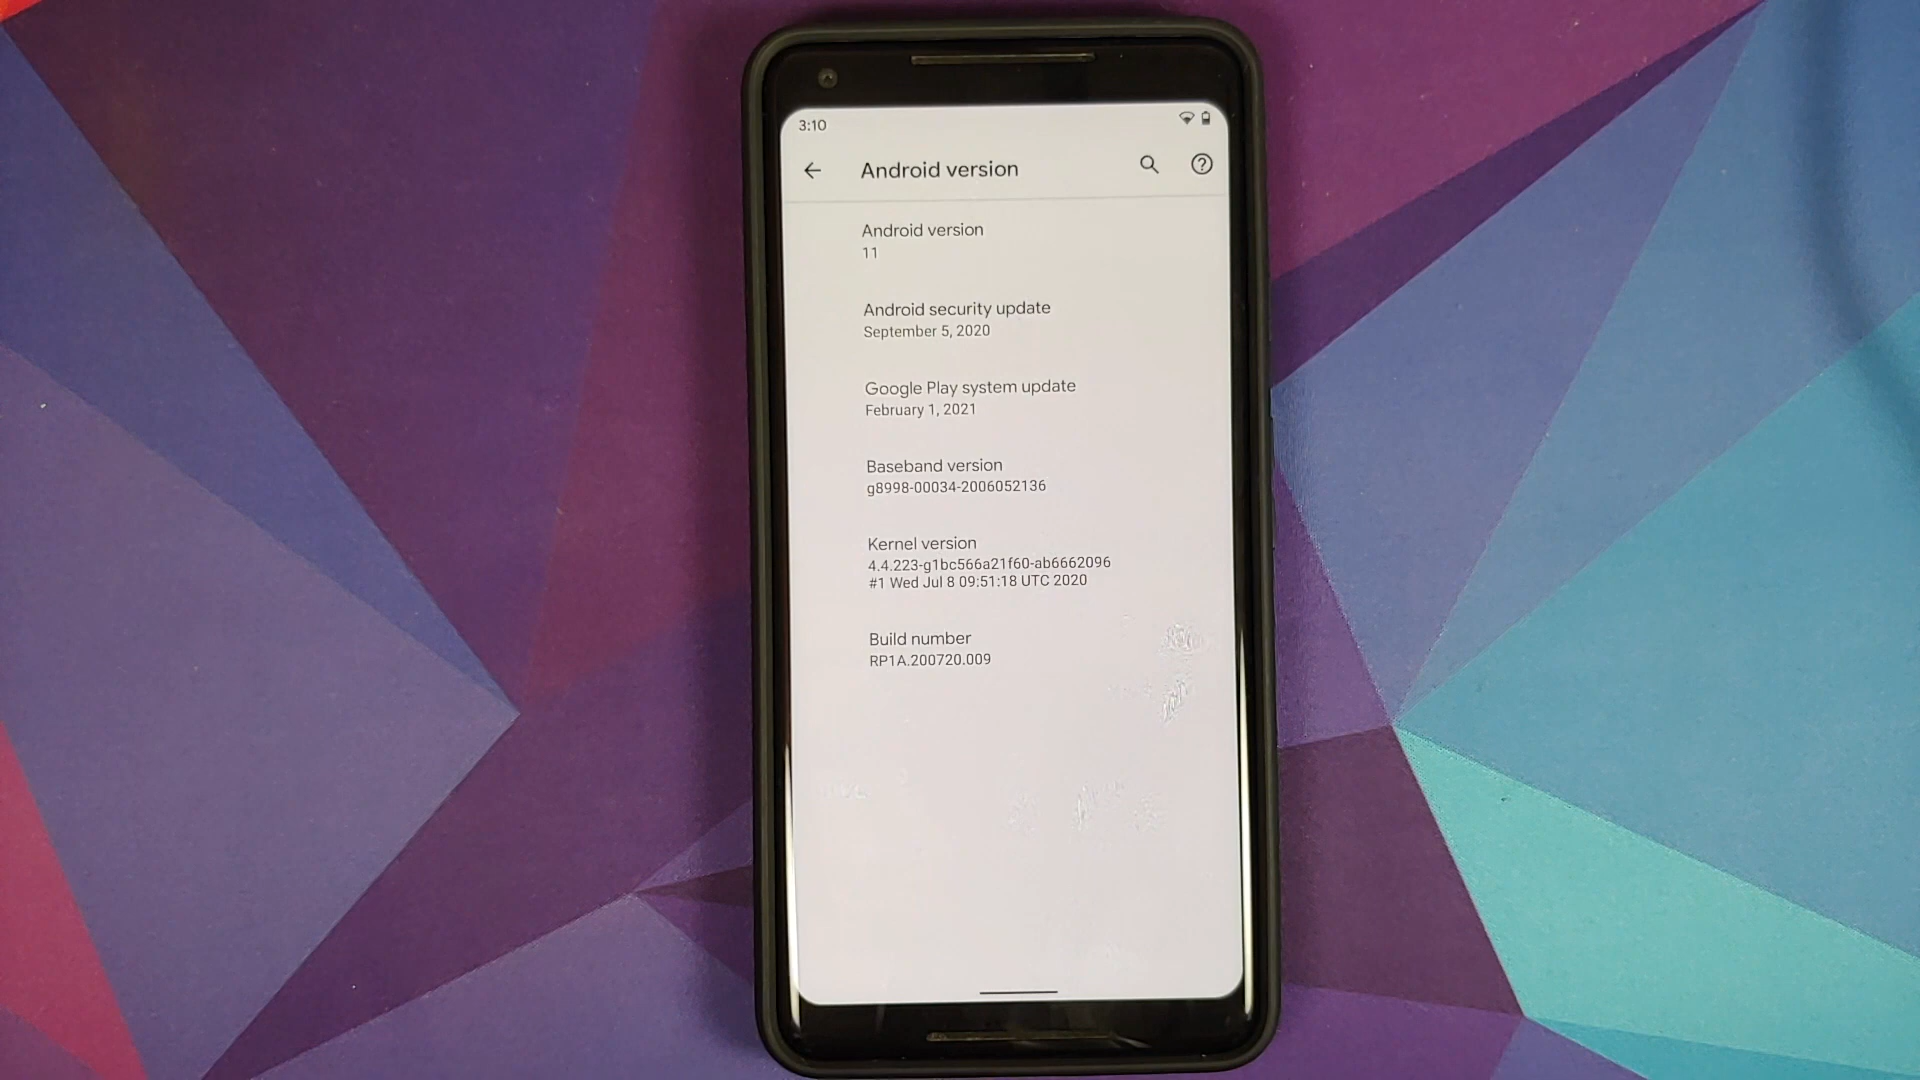 3:10
Android version
Android version
11
Android security update
September 5, 2020
Google Play system update
February 1, 2021
Baseband version
g8998-00034-2006052136
Kernel version
4.4.223-g1bc566a21f60-ab6662096
#1 Wed Jul 8 09:51:18 UTC 2020
Build number
RP1A.200720.009